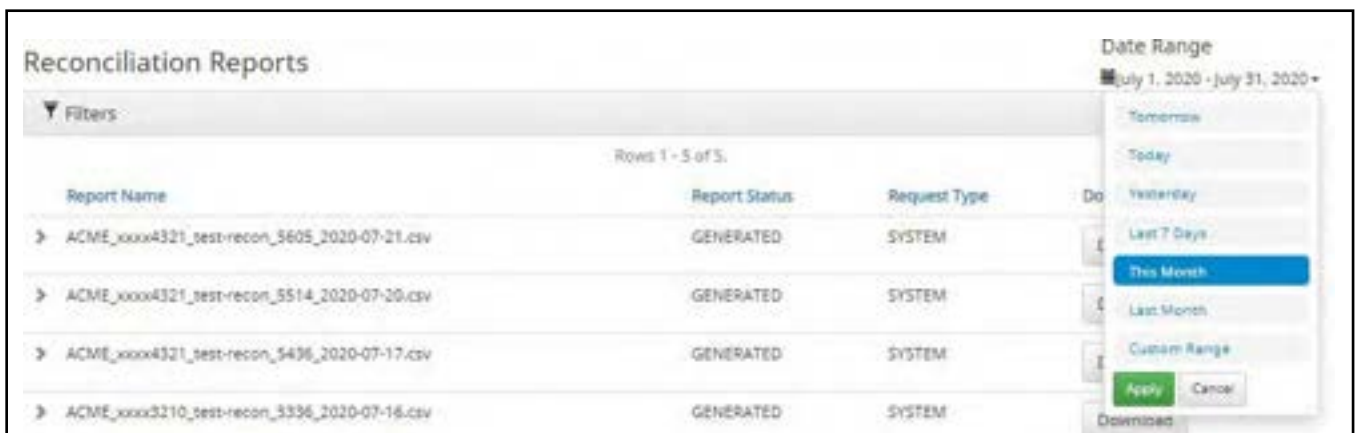 Reconciliation Reports
Date Range
July 1, 2020 - July 31, 2020
Filters
Rows 1 - 5 of 5.
Report Name Report Status Request Type Do
ACME_xxxx4321_test-recon_5605_2020-07-21.csv GENERATED SYSTEM
ACME_xxxx4321_test-recon_5514_2020-07-20.csv GENERATED SYSTEM
ACME_xxxx4321_test-recon_5436_2020-07-17.csv GENERATED SYSTEM
ACME_xxxx3210_test-recon_5336_2020-07-16.csv GENERATED SYSTEM
Download
Tomorrow
Today
Yesterday
Last 7 Days
This Month
Last Month
Custom Range
Apply Cancel